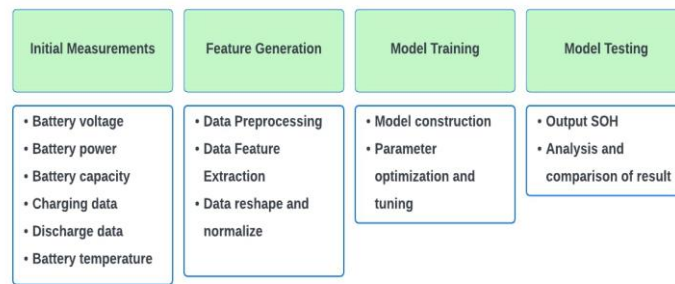 Initial Measurements
Feature Generation
Model Training
Model Testing
• Battery voltage
• Battery power
• Battery capacity
• Charging data
• Discharge data
• Battery temperature
• Data Preprocessing
• Data Feature
Extraction
• Data reshape and
normalize
• Model construction
• Parameter
optimization and
tuning
• Output SOH
• Analysis and
comparison of result